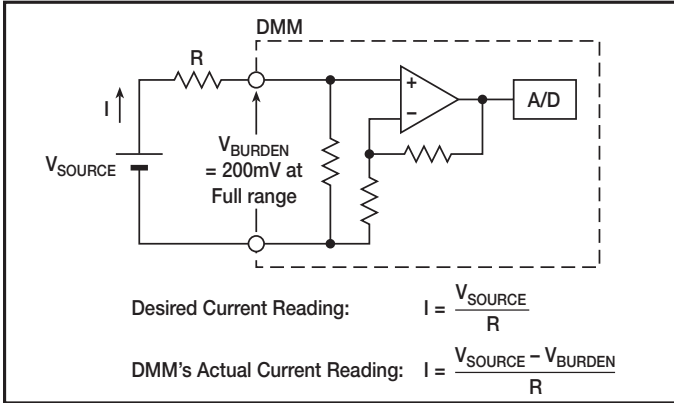 DMM
R
I
V_SOURCE
V_BURDEN
= 200mV at
Full range
+
–
A/D
Desired Current Reading: I = V_SOURCE / R
DMM's Actual Current Reading: I = V_SOURCE – V_BURDEN / R